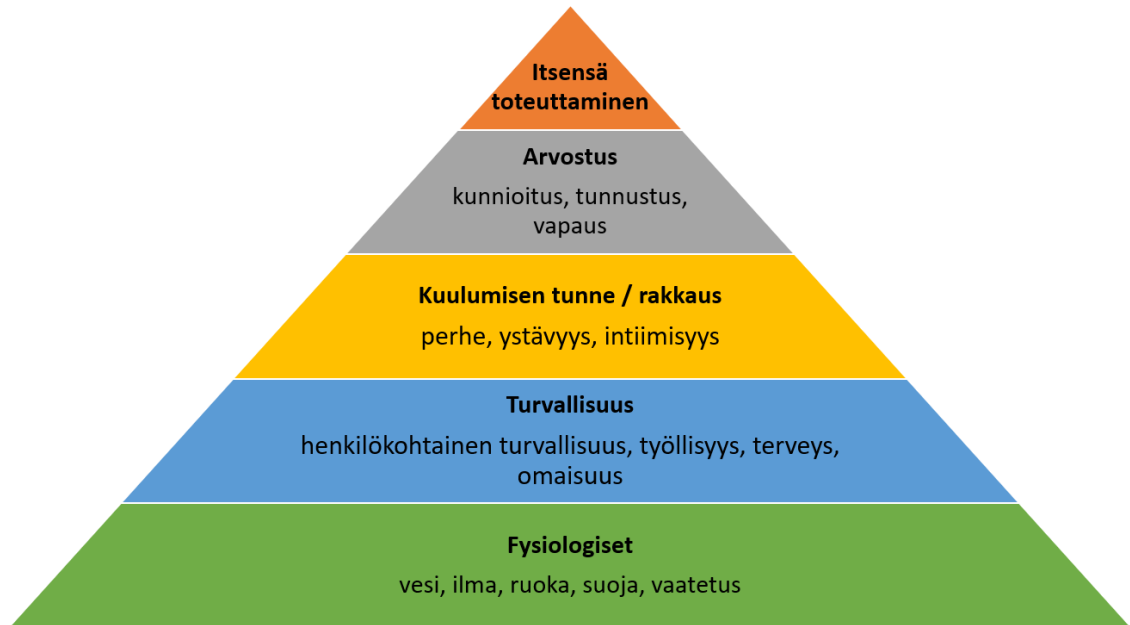 Itsensä
toteuttaminen
Arvostus
kunnioitus, tunnustus,
vapaus
Kuulumisen tunne / rakkaus
perhe, ystävyys, intiimisyys
Turvallisuus
henkilökohtainen turvallisuus, työllisyys, terveys,
omaisuus
Fysiologiset
vesi, ilma, ruoka, suoja, vaatetus